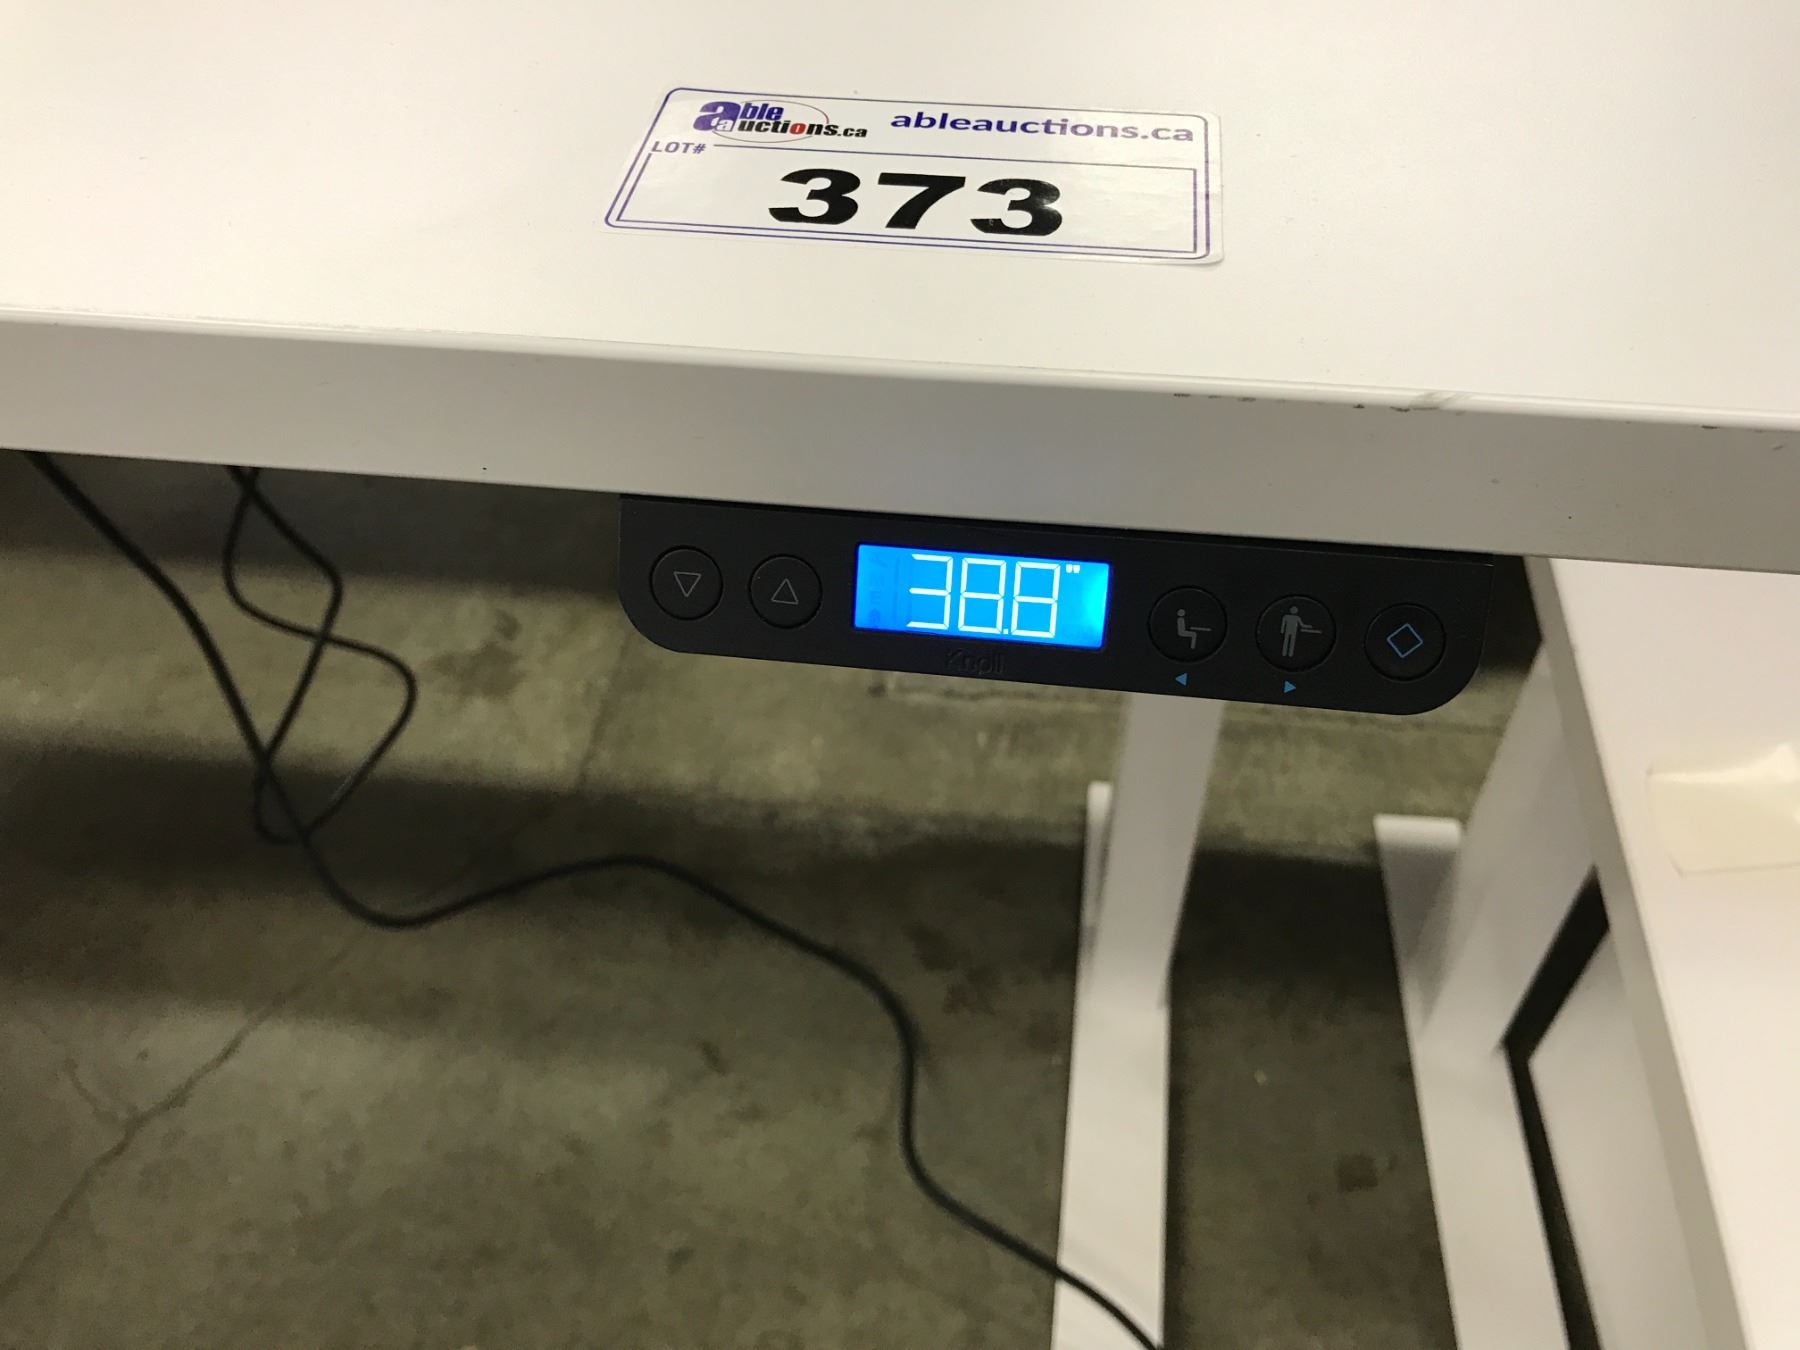 able auctions.ca
ableauctions.ca
LOT#
373
38.8"
Knoll